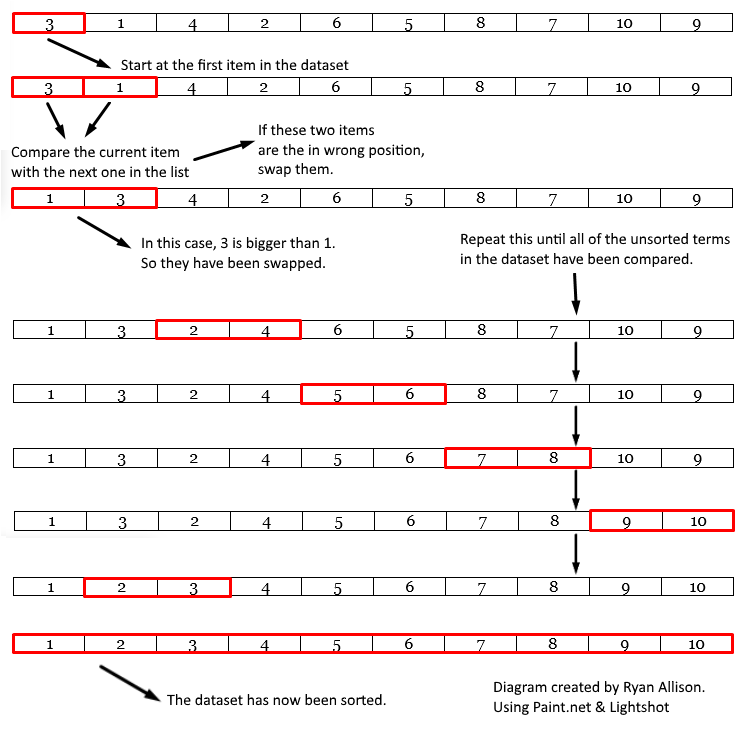 3 1 4 2 6 5 8 7 10 9
Start at the first item in the dataset
3 1 4 2 6 5 8 7 10 9
If these two items
are the in wrong position,
swap them.
Compare the current item
with the next one in the list
1 3 4 2 6 5 8 7 10 9
In this case, 3 is bigger than 1.
So they have been swapped.
Repeat this until all of the unsorted terms
in the dataset have been compared.
1 3 2 4 6 5 8 7 10 9
1 3 2 4 5 6 8 7 10 9
1 3 2 4 5 6 7 8 10 9
1 3 2 4 5 6 7 8 9 10
1 2 3 4 5 6 7 8 9 10
1 2 3 4 5 6 7 8 9 10
The dataset has now been sorted.
Diagram created by Ryan Allison.
Using Paint.net & Lightshot